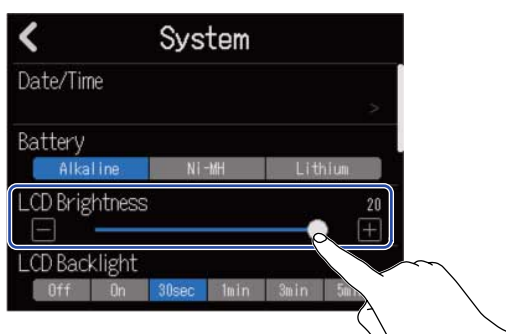 System
Date/Time
Battery
Alkaline Ni-MH Lithium
LCD Brightness 20
LCD Backlight
Off On 30sec 1min 3min